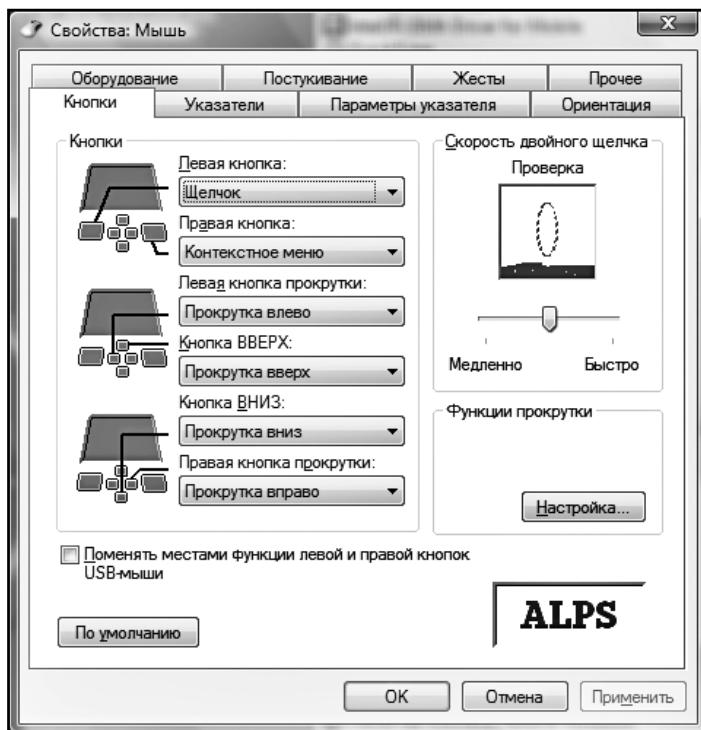 Свойства: Мышь
Оборудование
Постукивание
Жесты
Прочее
Кнопки
Указатели
Параметры указателя
Ориентация
Кнопки
Левая кнопка:
Щелчок
Правая кнопка:
Контекстное меню
Левая кнопка прокрутки:
Прокрутка влево
Кнопка ВВЕРХ:
Прокрутка вверх
Кнопка ВНИЗ:
Прокрутка вниз
Правая кнопка прокрутки:
Прокрутка вправо
Скорость двойного щелчка
Проверка
Медленно
Быстро
Функции прокрутки
Настройка...
Поменять местами функции левой и правой кнопок
USB-мыши
По умолчанию
ALPS
OK
Отмена
Применить